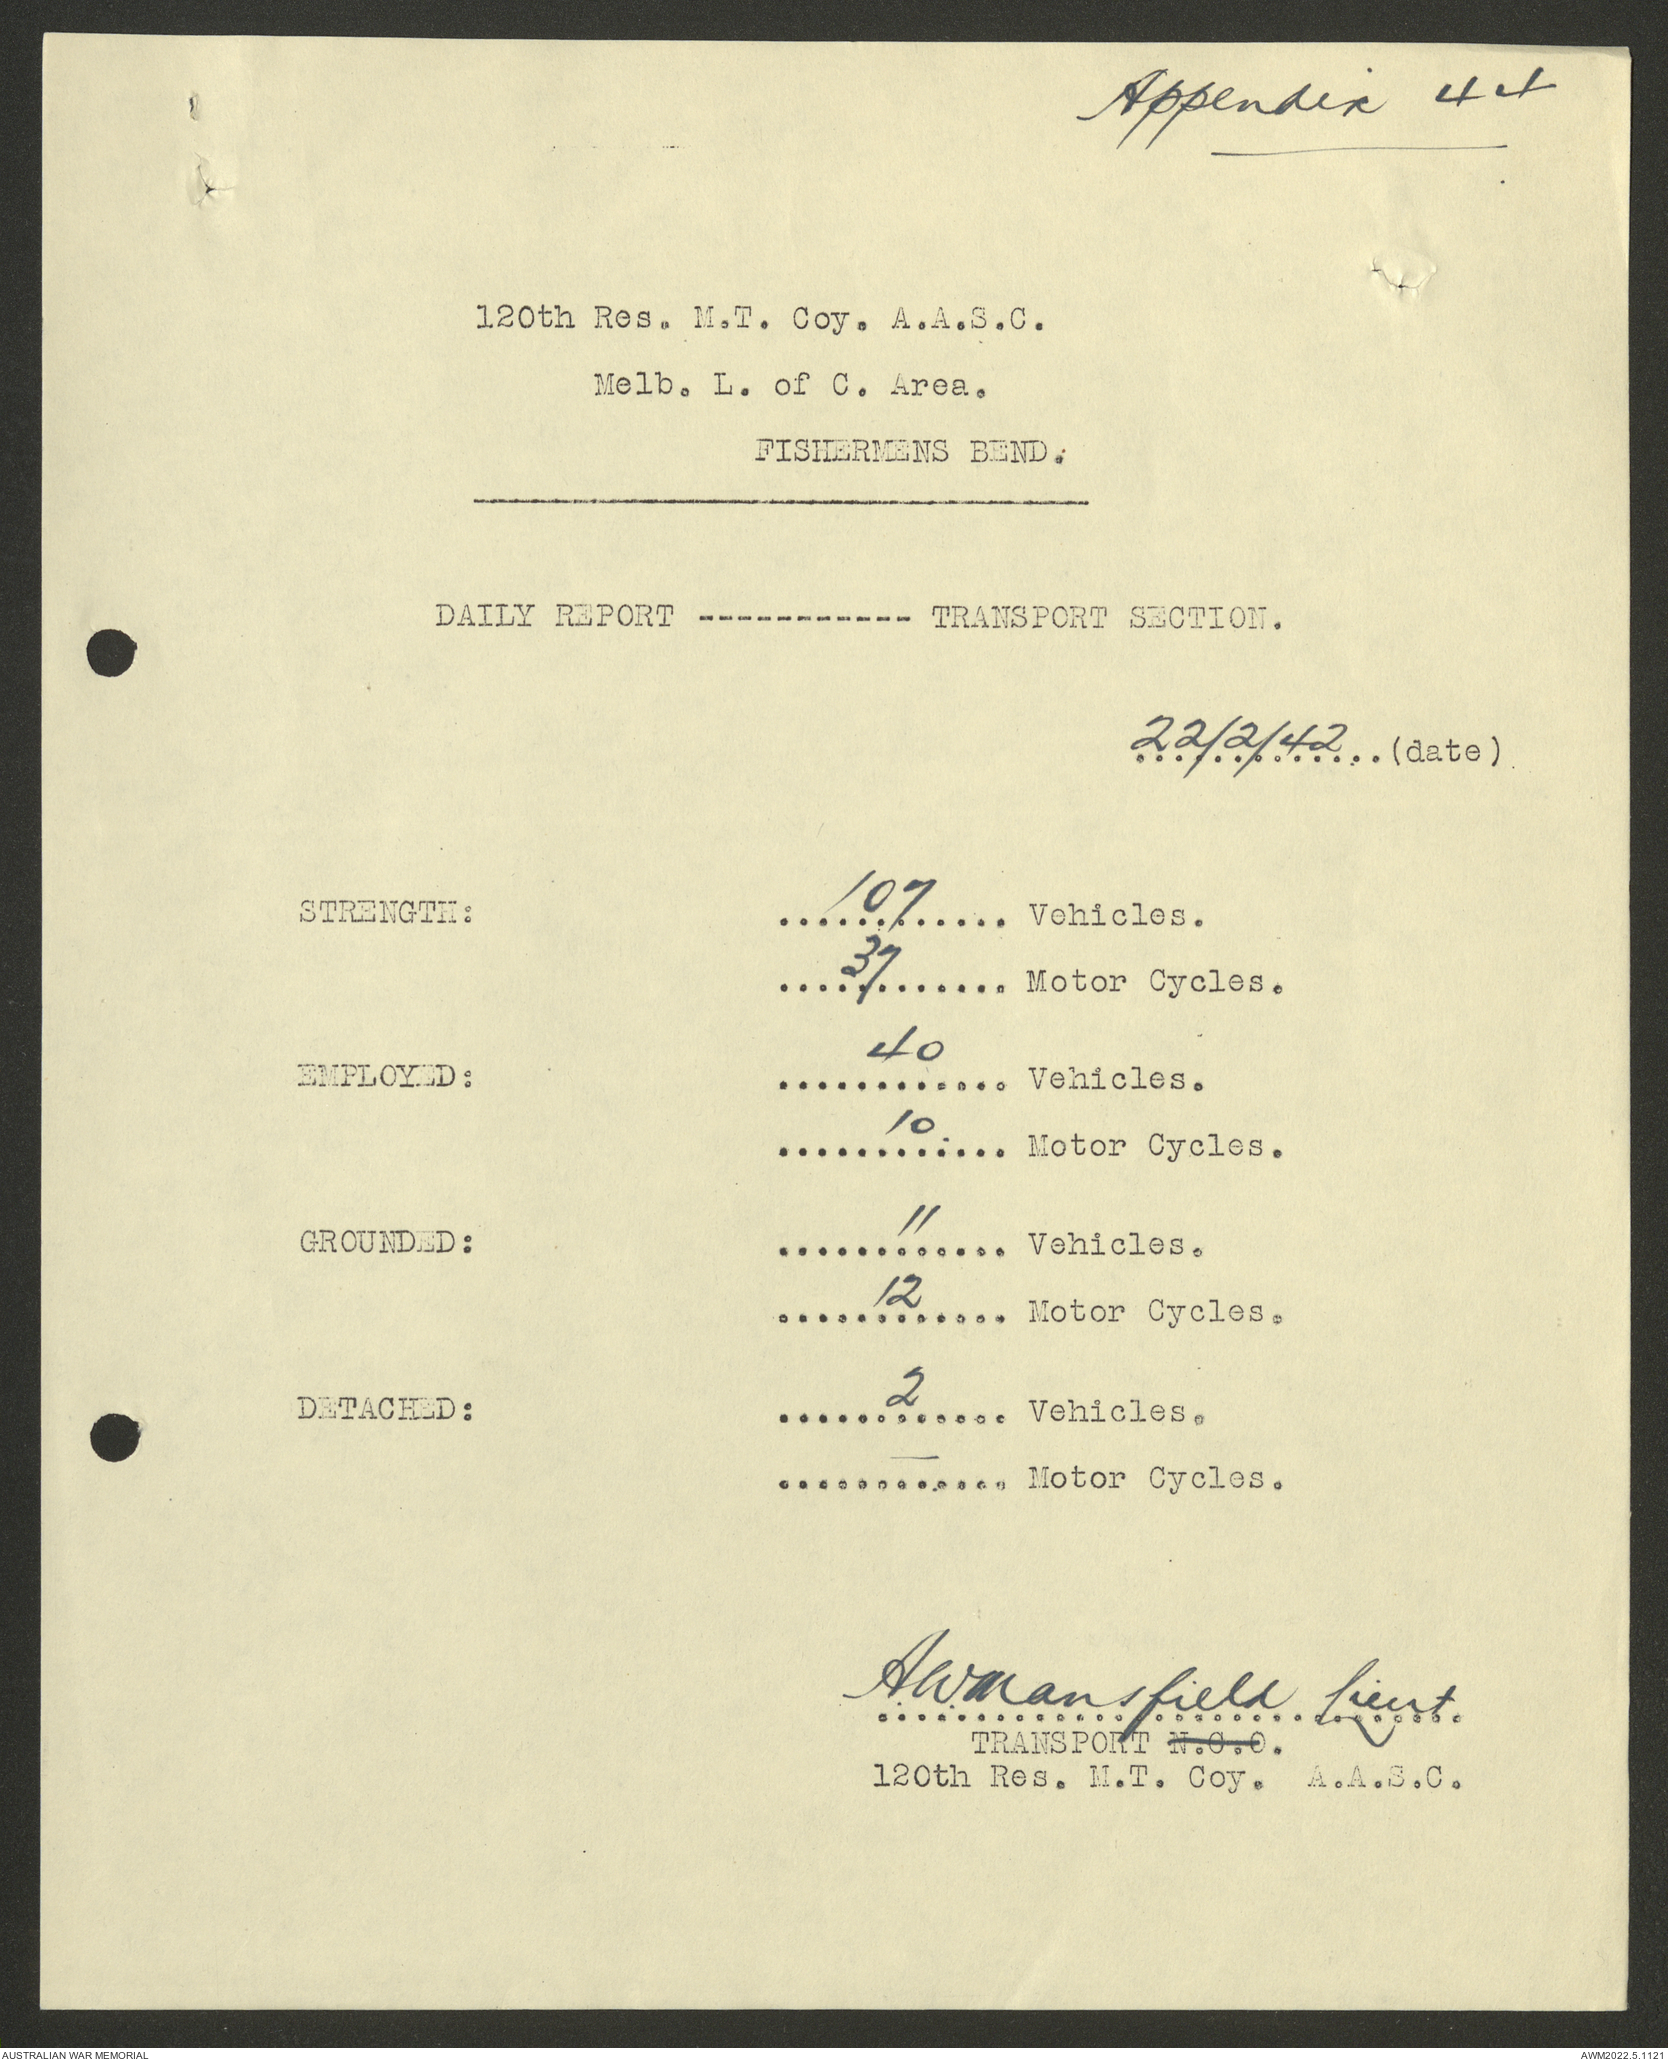 Appendix 44
120th Res. M.T. Coy. A.A.S.C.
Melb. L. of C. Area.
FISHERMENS BEND.
DAILY REPORT ----------- TRANSPORT SECTION.
22/2/42 .............(date)
STRENGTH: 107 ............ Vehicles.
37 ............ Motor Cycles.
EMPLOYED: 40 ............ Vehicles.
10 ............ Motor Cycles.
GROUNDED: 11 ............ Vehicles.
12 ............ Motor Cycles.
DETACHED: 2 ............ Vehicles.
— ............ Motor Cycles.
A.W. Mansfield Lieut.
TRANSPORT N.C.O.
120th Res. M.T. Coy. A.A.S.C.
AUSTRALIAN WAR MEMORIAL
AWM2022.5.1121